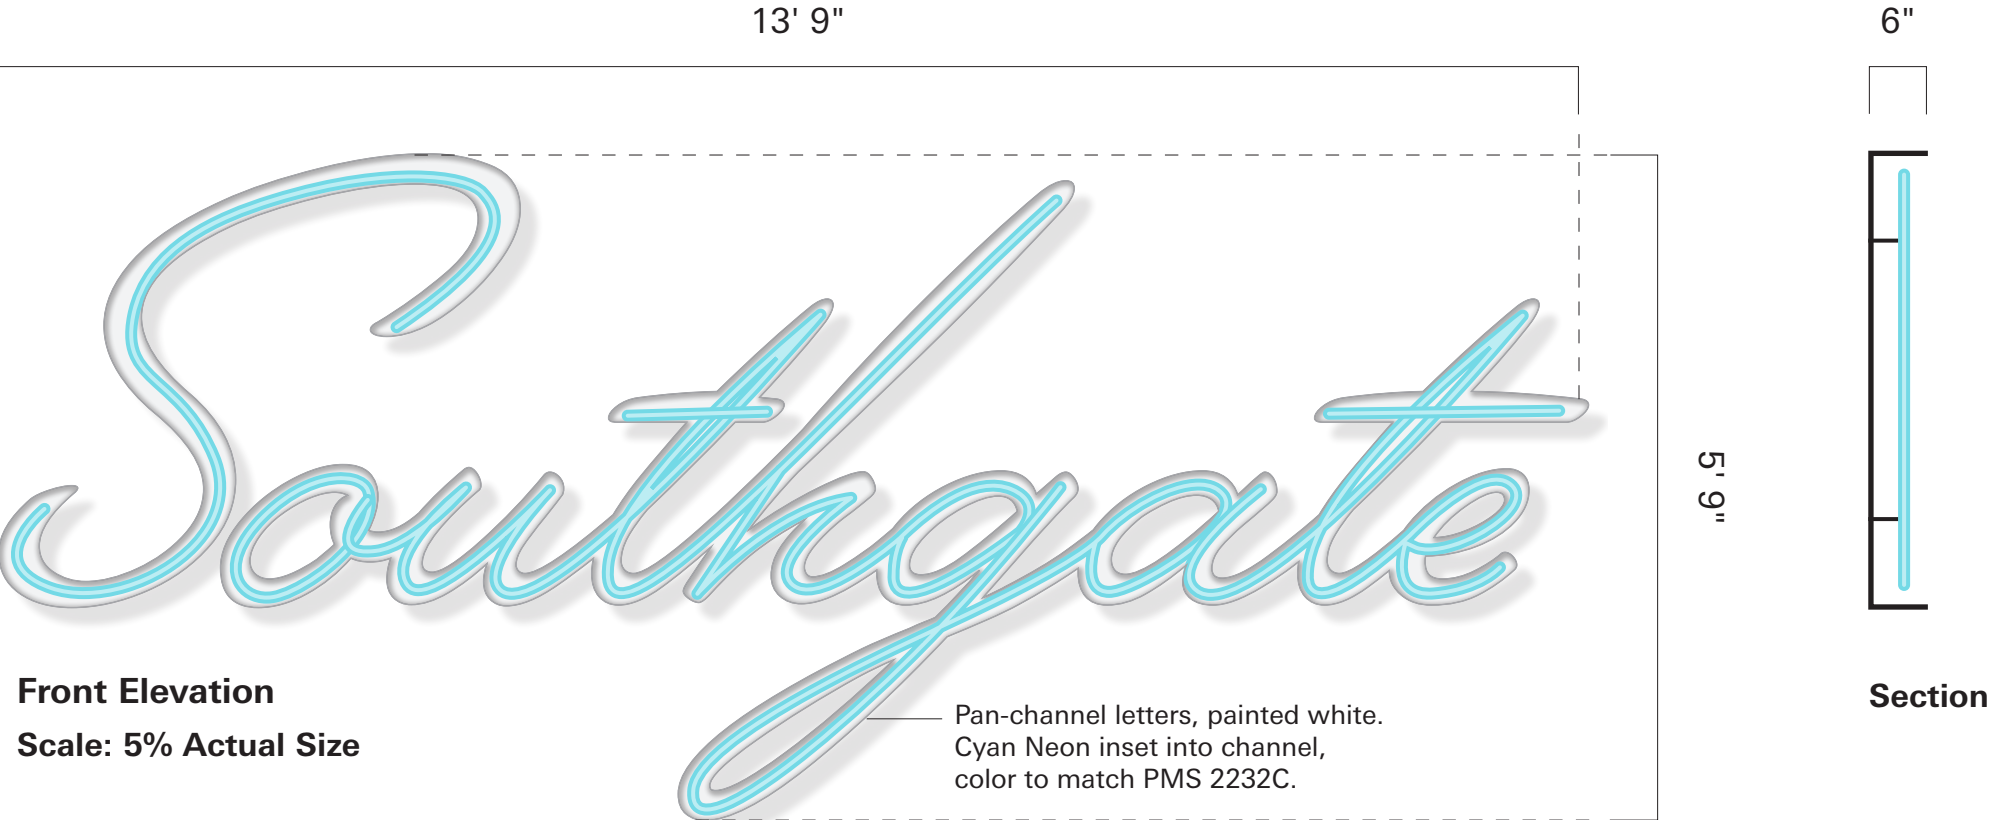 13' 9"
6"
Southgate
5' 9"
Front Elevation
Scale: 5% Actual Size
Pan-channel letters, painted white.
Cyan Neon inset into channel,
color to match PMS 2232C.
Section